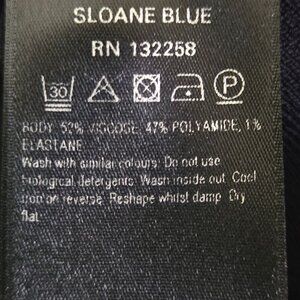 SLOANE BLUE
RN 132258
30 P
BODY 52% VISCOSE, 47% POLYAMIDE, 1%
ELASTANE
Wash with similar colours. Do not use
biological detergents. Wash inside out. Cool
iron on reverse. Reshape whilst damp. Dry
flat